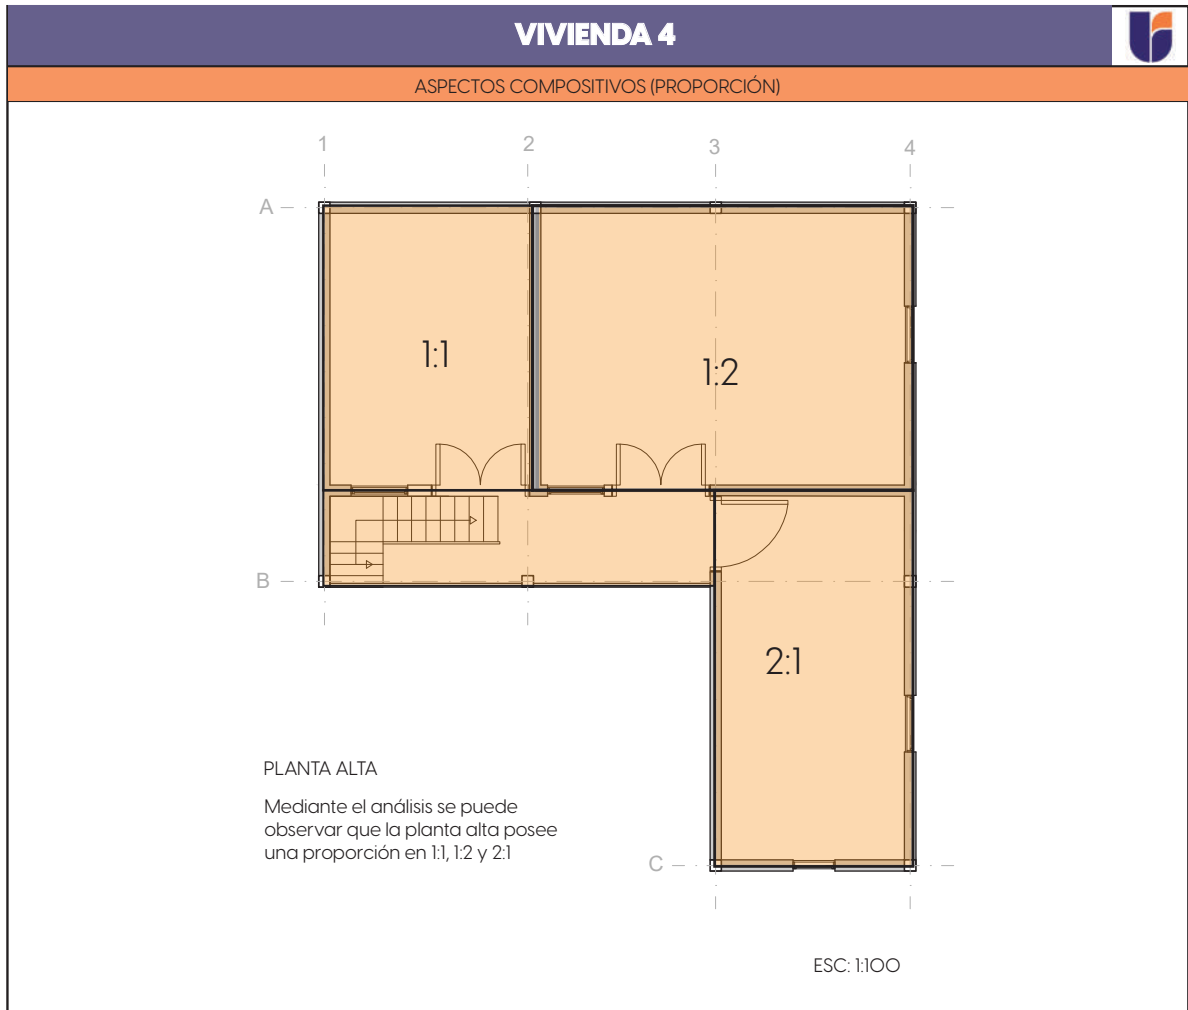 VIVIENDA 4
ASPECTOS COMPOSITIVOS (PROPORCIÓN)
1 2 3 4
A
1:1
1:2
B
2:1
PLANTA ALTA
Mediante el análisis se puede
observar que la planta alta posee
una proporción en 1:1, 1:2 y 2:1
C
ESC: 1:100